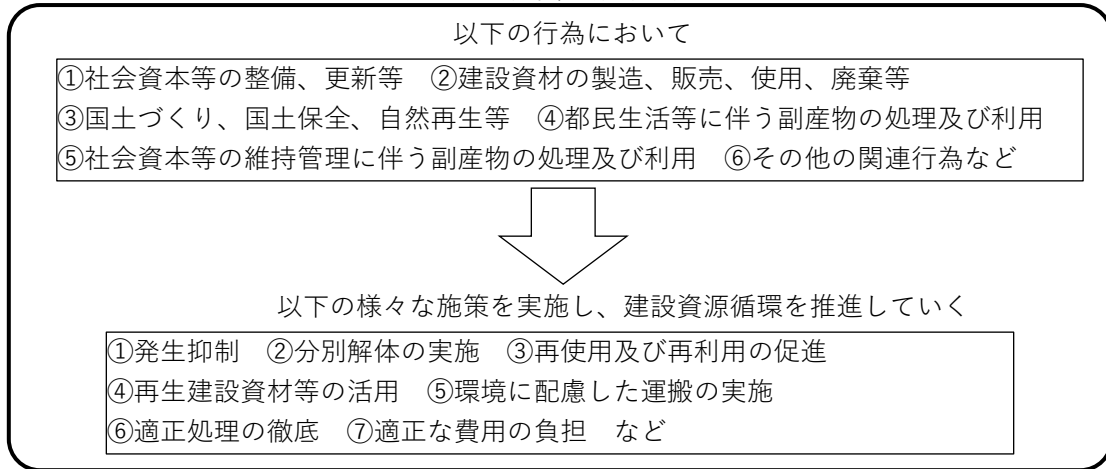 以下の行為において
①社会資本等の整備、更新等　②建設資材の製造、販売、使用、廃棄等
③国土づくり、国土保全、自然再生等　④都民生活等に伴う副産物の処理及び利用
⑤社会資本等の維持管理に伴う副産物の処理及び利用　⑥その他の関連行為など
以下の様々な施策を実施し、建設資源循環を推進していく
①発生抑制　②分別解体の実施　③再使用及び再利用の促進
④再生建設資材等の活用　⑤環境に配慮した運搬の実施
⑥適正処理の徹底　⑦適正な費用の負担　など